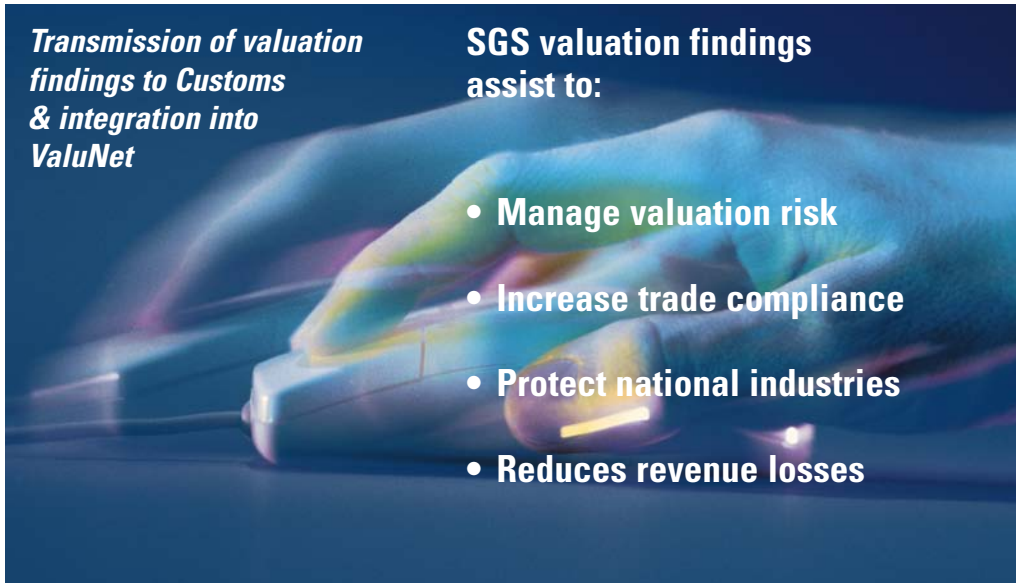 Transmission of valuation
findings to Customs
& integration into
ValuNet
SGS valuation findings
assist to:
• Manage valuation risk
• Increase trade compliance
• Protect national industries
• Reduces revenue losses